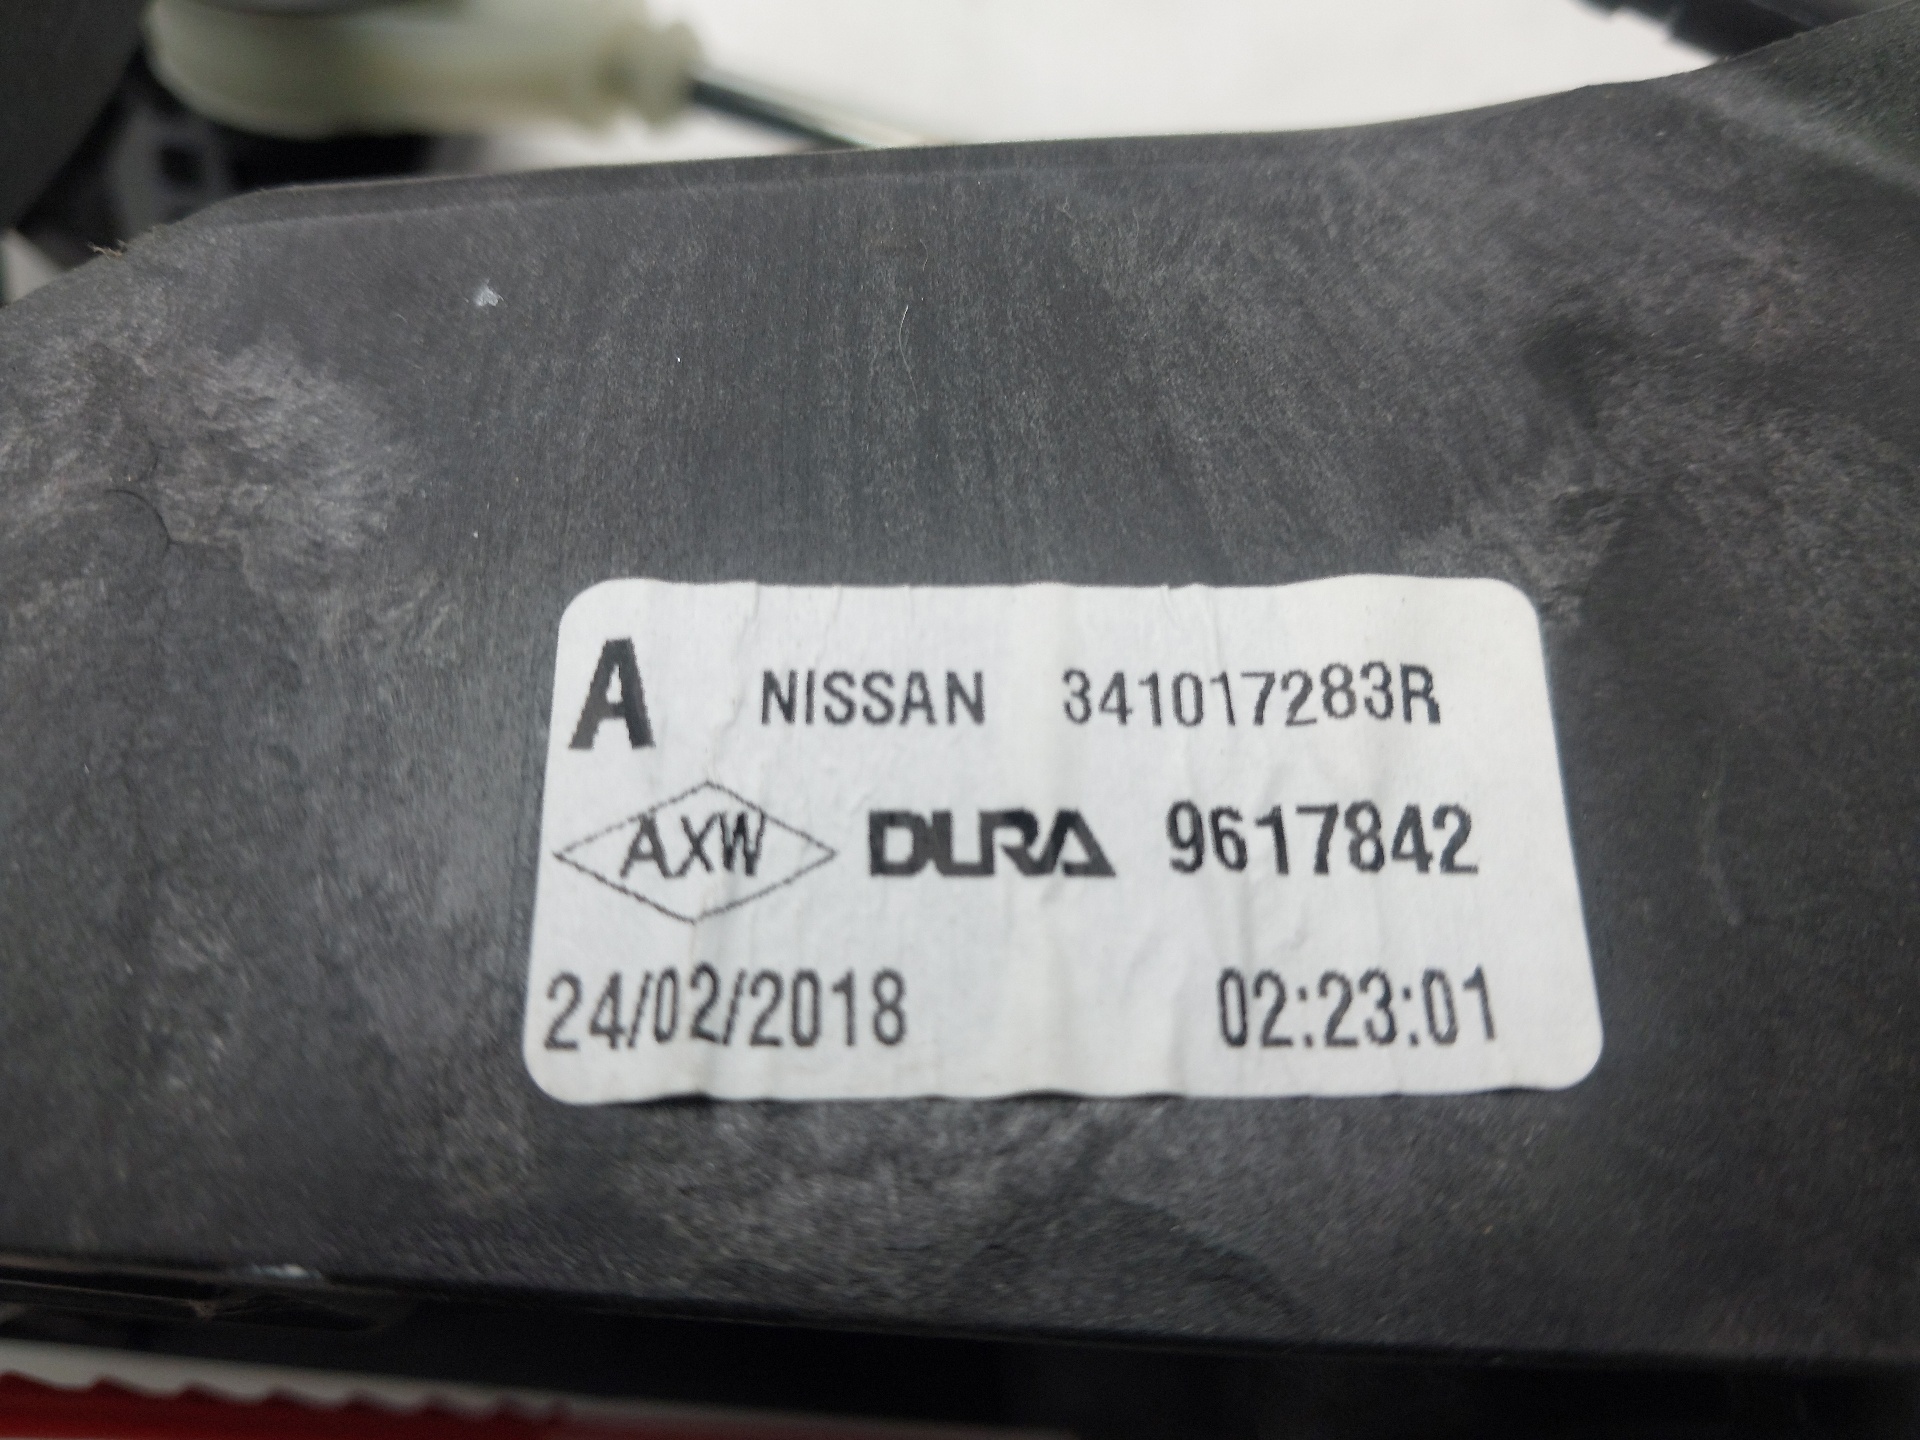 A NISSAN 341017283R
AXW DURA 9617842
24/02/2018 02:23:01